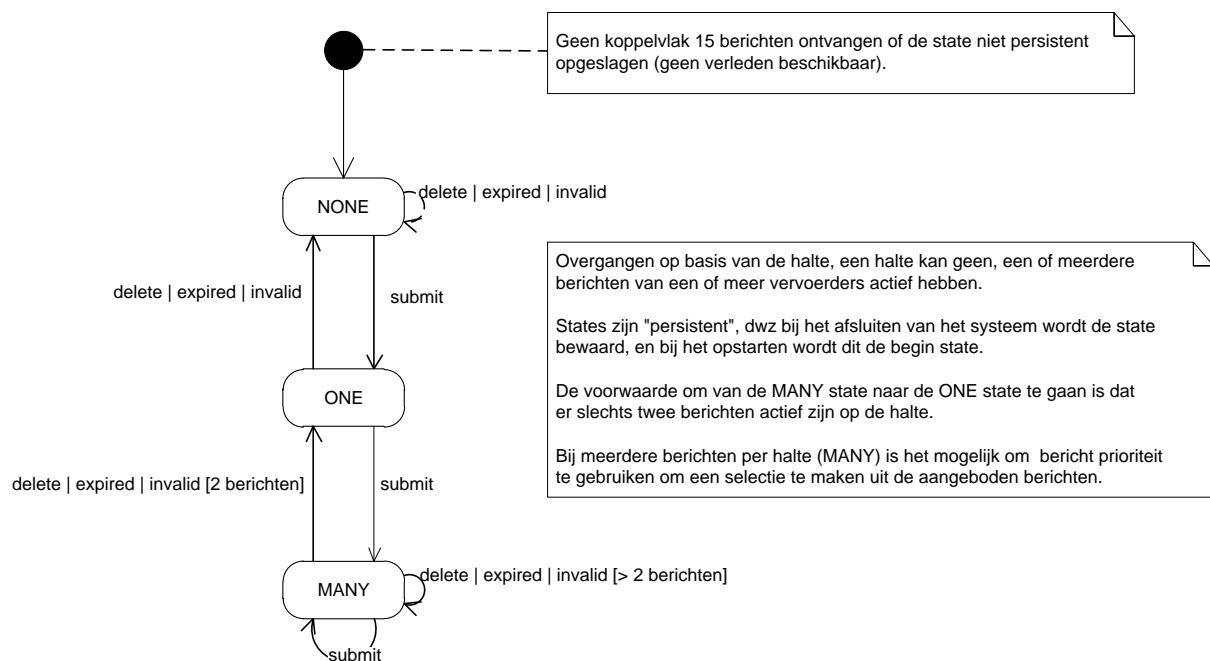 Geen koppelvlak 15 berichten ontvangen of de state niet persistent
opgeslagen (geen verleden beschikbaar).
NONE
delete | expired | invalid
delete | expired | invalid
submit
Overgangen op basis van de halte, een halte kan geen, een of meerdere
berichten van een of meer vervoerders actief hebben.
States zijn "persistent", dwz bij het afsluiten van het systeem wordt de state
bewaard, en bij het opstarten wordt dit de begin state.
De voorwaarde om van de MANY state naar de ONE state te gaan is dat
er slechts twee berichten actief zijn op de halte.
Bij meerdere berichten per halte (MANY) is het mogelijk om  bericht prioriteit
te gebruiken om een selectie te maken uit de aangeboden berichten.
ONE
delete | expired | invalid [2 berichten]
submit
MANY
delete | expired | invalid [> 2 berichten]
submit